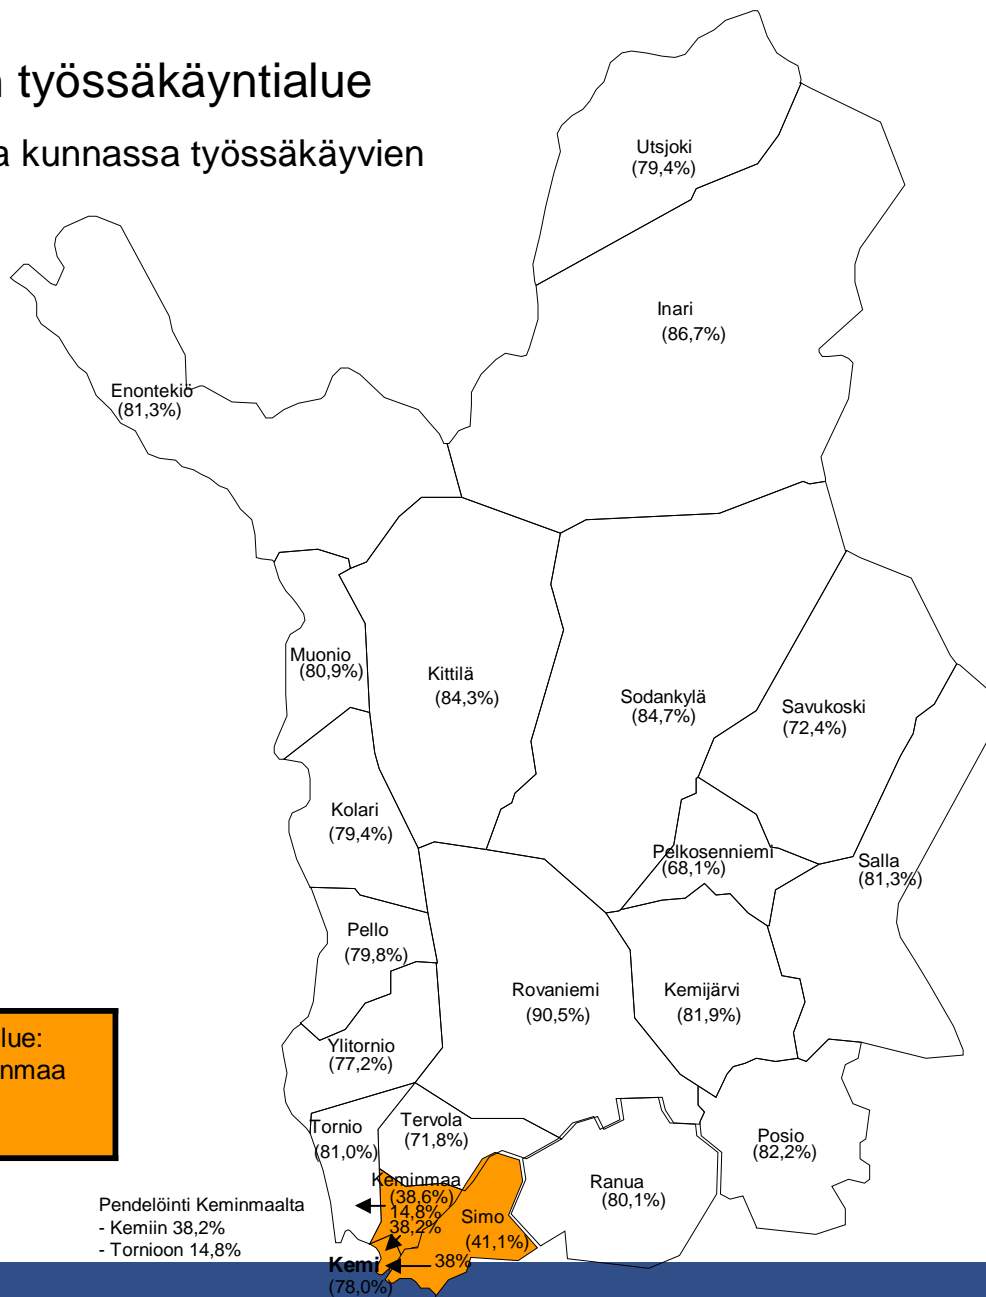 työssäkäyntialue
kunnassa työssäkäyvien
Utsjoki
(79,4%)
Inari
(86,7%)
Enontekiö
(81,3%)
Muonio
(80,9%)
Kittilä
(84,3%)
Sodankylä
(84,7%)
Savukoski
(72,4%)
Kolari
(79,4%)
Pelkosenniemi
(68,1%)
Salla
(81,3%)
Pello
(79,8%)
Rovaniemi
(90,5%)
Kemijärvi
(81,9%)
lue:
nmaa
Ylitornio
(77,2%)
Tornio
(81,0%)
Tervola
(71,8%)
Posio
(82,2%)
Ranua
(80,1%)
Keminmaa
(38,6%)
14,8%
38,2%
Simo
(41,1%)
Pendelöinti Keminmaalta
- Kemiin 38,2%
- Tornioon 14,8%
38%
Kemi
(78,0%)